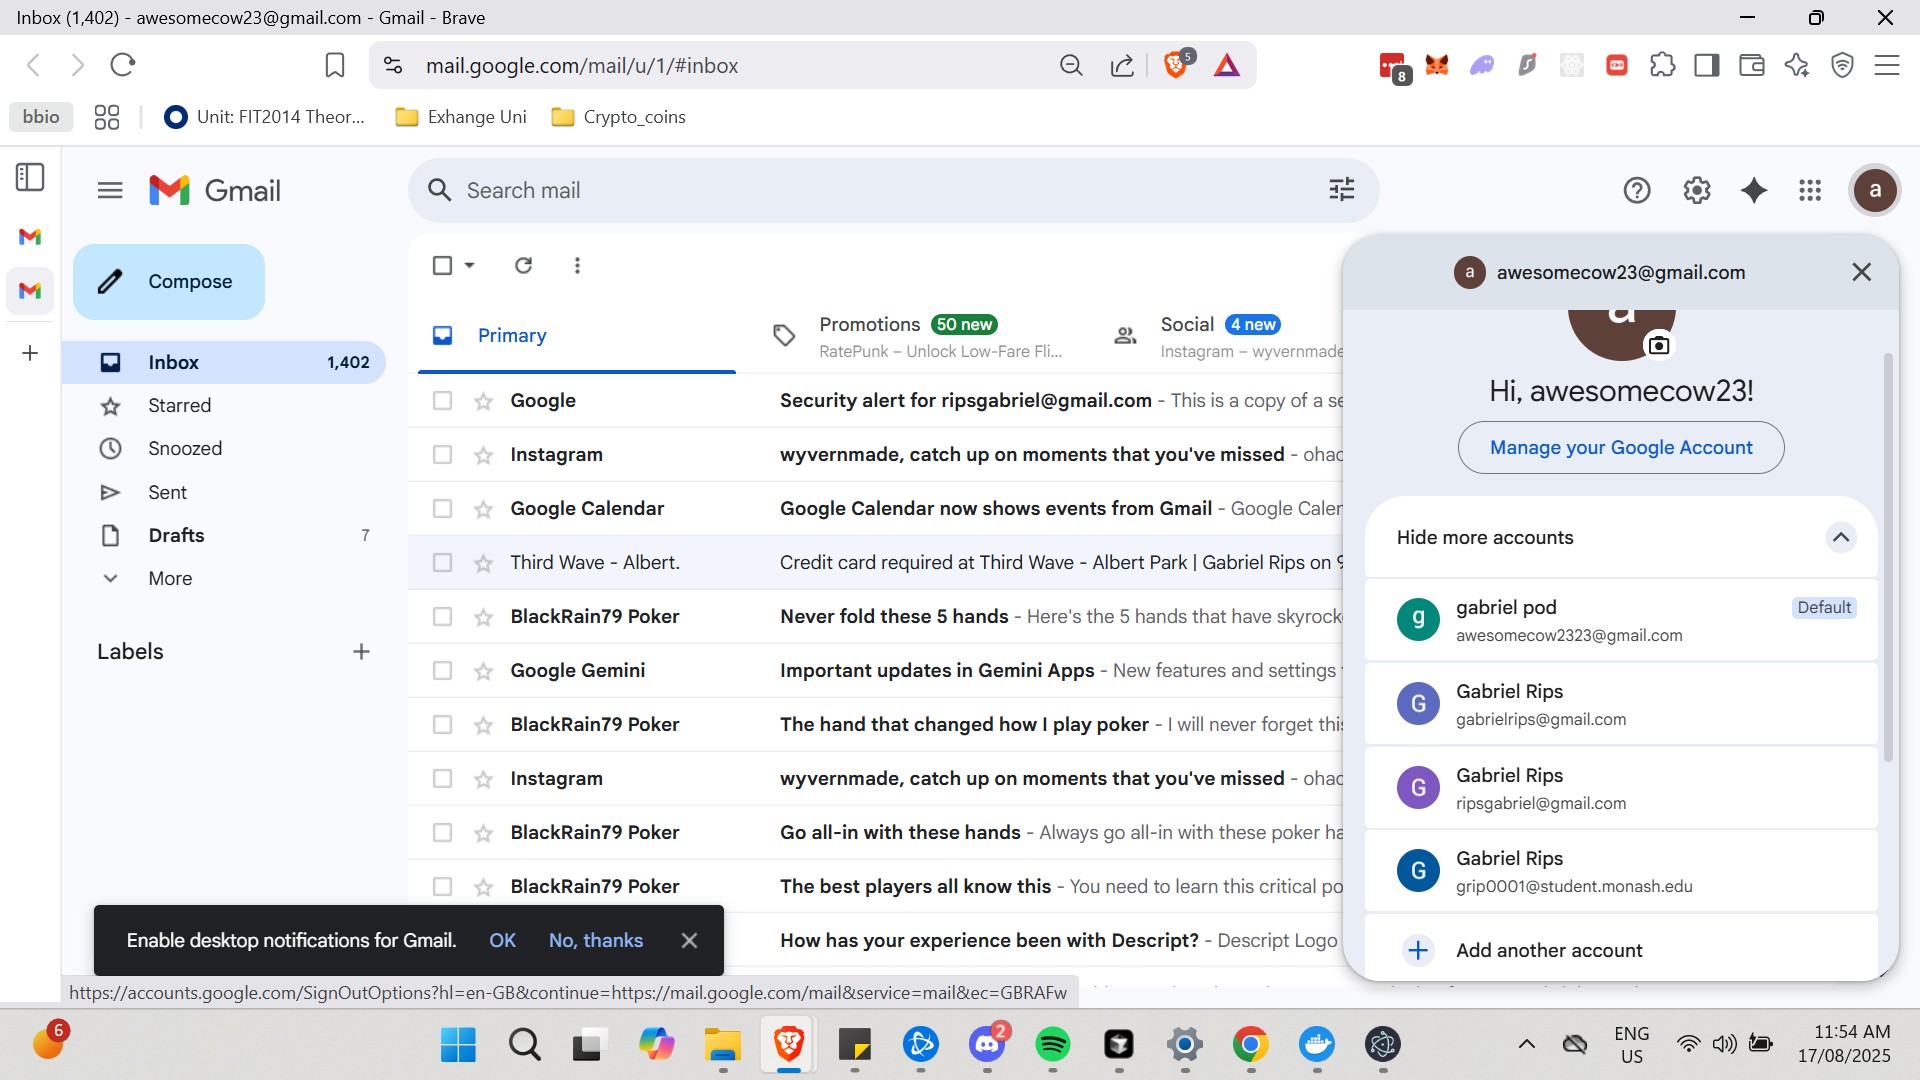 Inbox (1,402) - awesomecow23@gmail.com - Gmail - Brave
mail.google.com/mail/u/1/#inbox
5
8
bbio
Unit: FIT2014 Theor...
Exhange Uni
Crypto_coins
Gmail
Search mail
a
Compose
Inbox 1,402
Starred
Snoozed
Sent
Drafts 7
More
Labels
Primary
Promotions 50 new
RatePunk – Unlock Low-Fare Fli...
Social 4 new
Instagram – wyvernmade
Google Security alert for ripsgabriel@gmail.com - This is a copy of a se
Instagram wyvernmade, catch up on moments that you've missed - ohac
Google Calendar Google Calendar now shows events from Gmail - Google Caler
Third Wave - Albert. Credit card required at Third Wave - Albert Park | Gabriel Rips on 9
BlackRain79 Poker Never fold these 5 hands - Here's the 5 hands that have skyrock
Google Gemini Important updates in Gemini Apps - New features and settings
BlackRain79 Poker The hand that changed how I play poker - I will never forget this
Instagram wyvernmade, catch up on moments that you've missed - ohac
BlackRain79 Poker Go all-in with these hands - Always go all-in with these poker ha
BlackRain79 Poker The best players all know this - You need to learn this critical po
How has your experience been with Descript? - Descript Logo
a awesomecow23@gmail.com
a
Hi, awesomecow23!
Manage your Google Account
Hide more accounts
g
gabriel pod
Default
awesomecow2323@gmail.com
G
Gabriel Rips
gabrielrips@gmail.com
G
Gabriel Rips
ripsgabriel@gmail.com
G
Gabriel Rips
grip0001@student.monash.edu
Add another account
Enable desktop notifications for Gmail. OK No, thanks
https://accounts.google.com/SignOutOptions?hl=en-GB&continue=https://mail.google.com/mail&service=mail&ec=GBRAFw
6
2
ENG
US
11:54 AM
17/08/2025